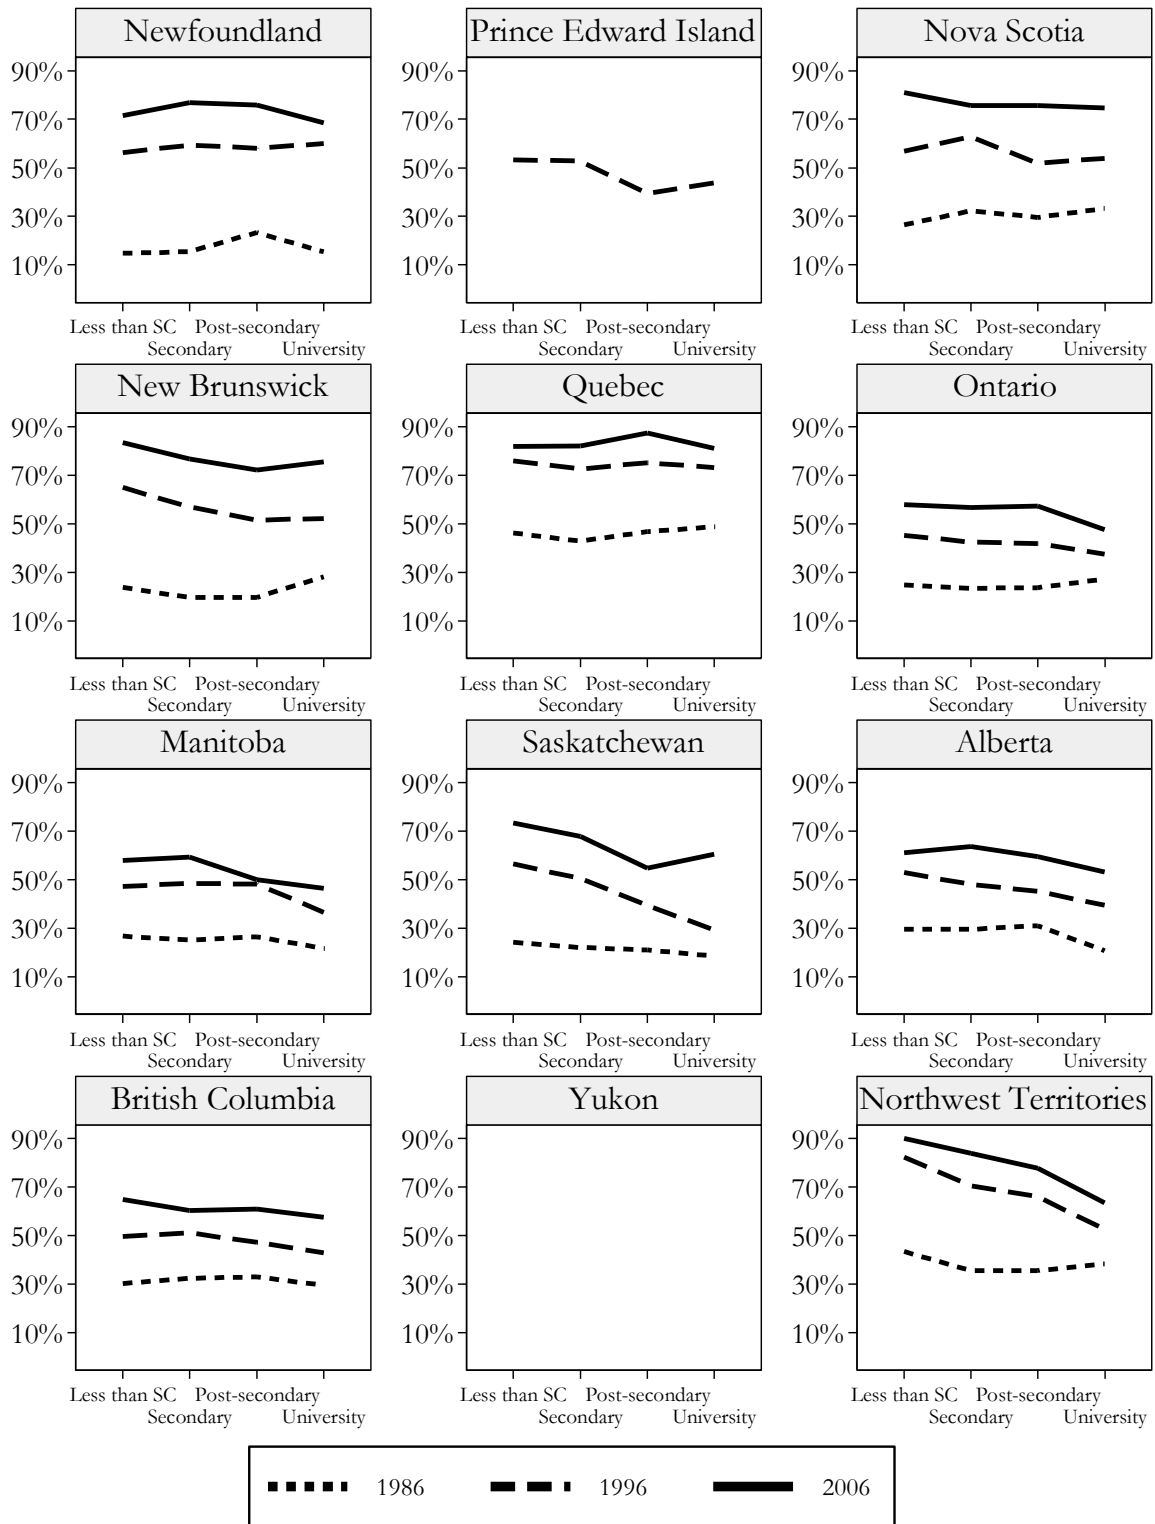 Newfoundland Prince Edward Island Nova Scotia
90% 90% 90%
70% 70% 70%
50% 50% 50%
30% 30% 30%
10% 10% 10%
Less than SC Post-secondary Less than SC Post-secondary Less than SC Post-secondary
Secondary University Secondary University Secondary University
New Brunswick Quebec Ontario
90% 90% 90%
70% 70% 70%
50% 50% 50%
30% 30% 30%
10% 10% 10%
Less than SC Post-secondary Less than SC Post-secondary Less than SC Post-secondary
Secondary University Secondary University Secondary University
Manitoba Saskatchewan Alberta
90% 90% 90%
70% 70% 70%
50% 50% 50%
30% 30% 30%
10% 10% 10%
Less than SC Post-secondary Less than SC Post-secondary Less than SC Post-secondary
Secondary University Secondary University Secondary University
British Columbia Yukon Northwest Territories
90% 90% 90%
70% 70% 70%
50% 50% 50%
30% 30% 30%
10% 10% 10%
Less than SC Post-secondary Less than SC Post-secondary Less than SC Post-secondary
Secondary University Secondary University Secondary University
1986 1996 2006